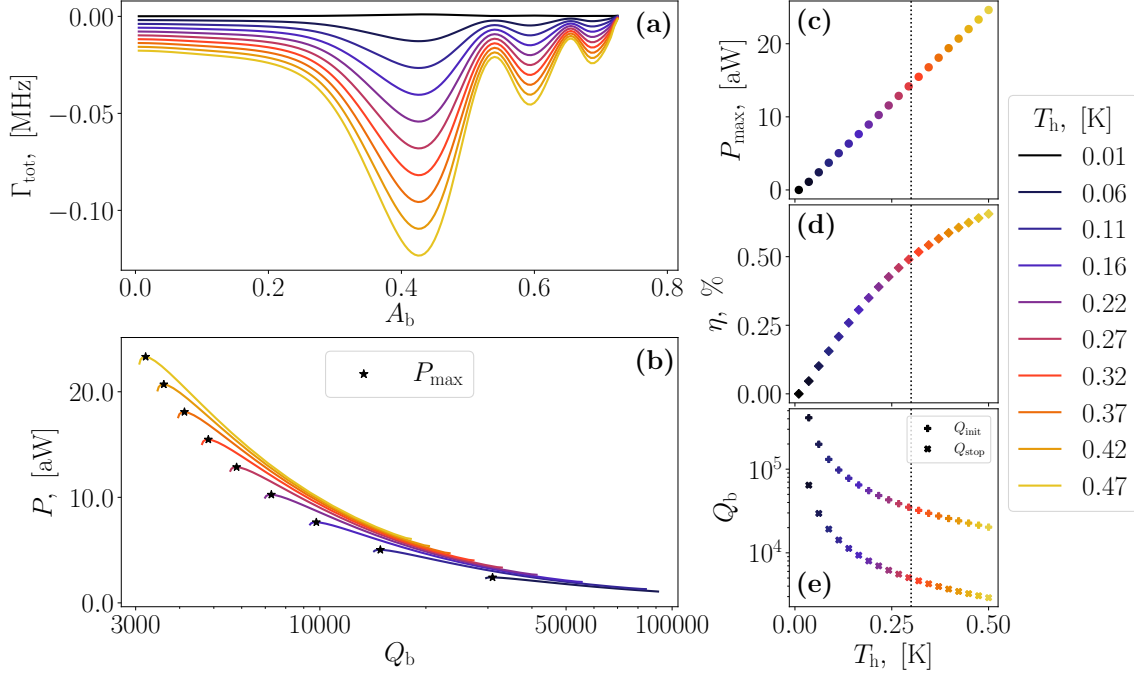 (a)
0.00
−0.05
−0.10
Γtot, [MHz]
0.0 0.2 0.4 0.6 0.8
Ab
(b)
Pmax
20.0
10.0
0.0
P, [aW]
3000 10000 50000 100000
Qb
(c)
20
10
0
Pmax, [aW]
(d)
0.50
0.25
0.00
η, %
Qinit
Qstop
10^5
10^4
Qb
(e)
0.00 0.25 0.50
Th, [K]
Th, [K]
0.01
0.06
0.11
0.16
0.22
0.27
0.32
0.37
0.42
0.47